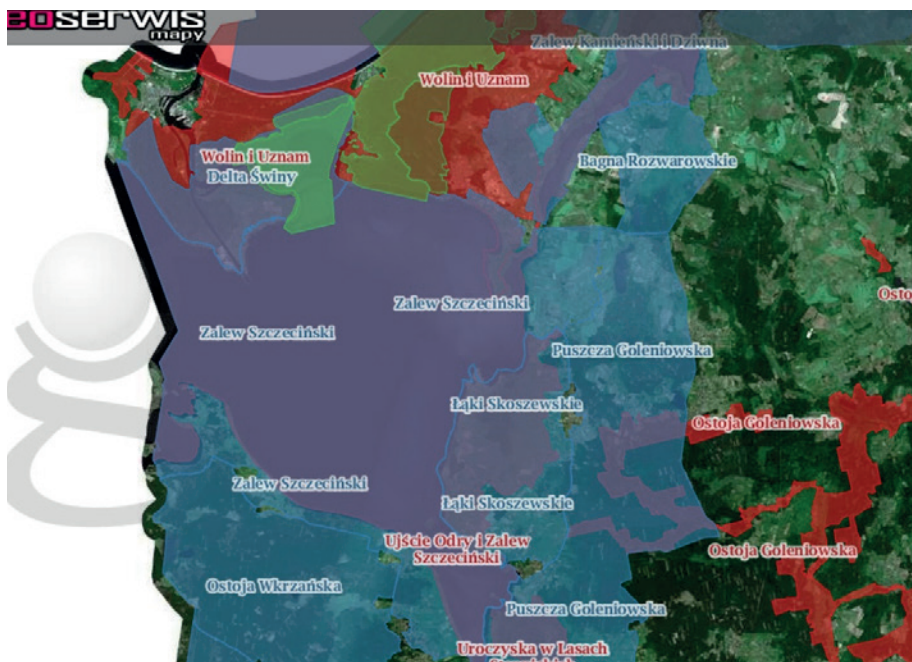 eoserwis
mapy
Zalew Kamieński i Dziwna
Wolin i Uznam
Wolin i Uznam
Delta Świny
Bagna Rozwarowskie
Osto
Zalew Szczeciński
Zalew Szczeciński
Puszcza Goleniowska
Łąki Skoszewskie
Ostoja Goleniowska
Zalew Szczeciński
Łąki Skoszewskie
Ujście Odry i Zalew
Szczeciński
Ostoja Goleniowska
Ostoja Wkrzańska
Puszcza Goleniowska
Uroczyska w Lasach